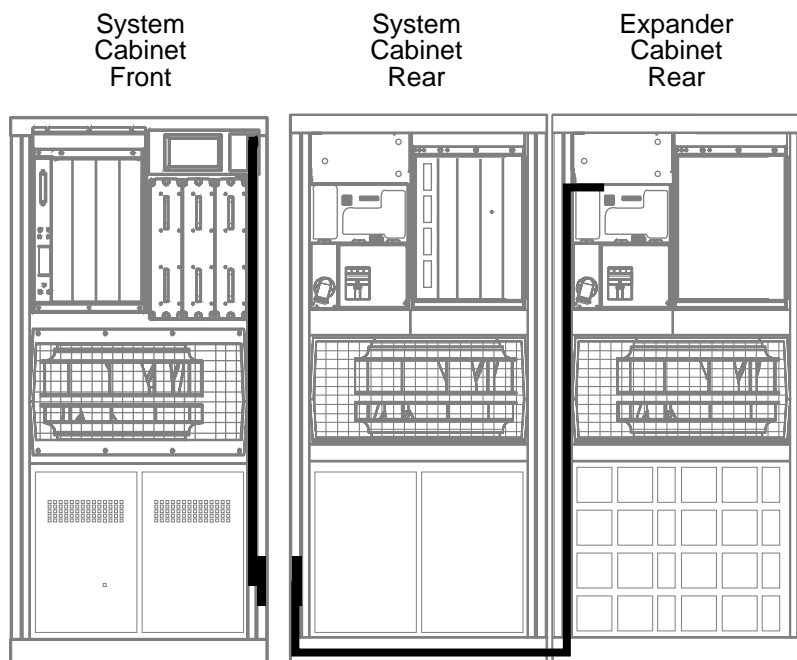 System
Cabinet
Front
System
Cabinet
Rear
Expander
Cabinet
Rear